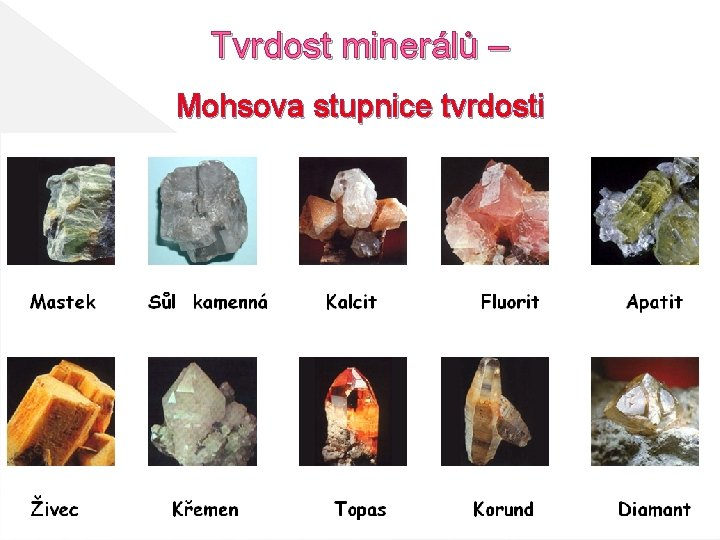 Tvrdost minerálů –
Mohsova stupnice tvrdosti
Mastek Sůl kamenná Kalcit Fluorit Apatit
Živec Křemen Topas Korund Diamant